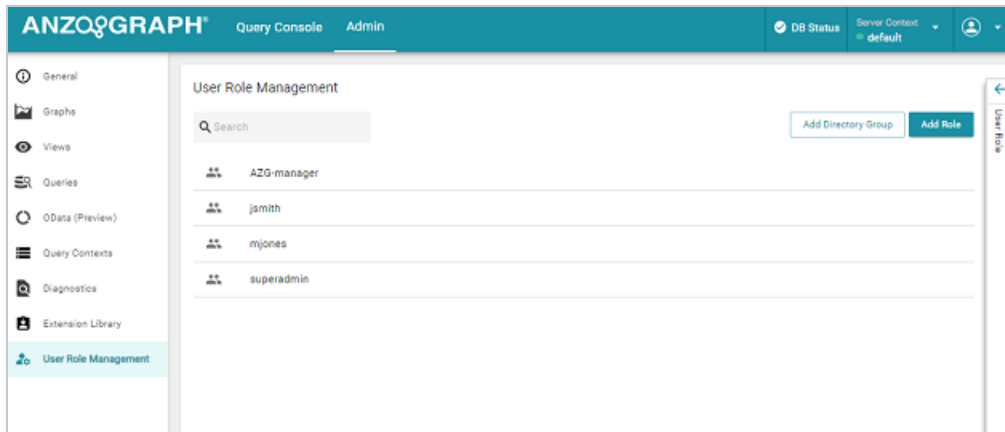 ANZOGRAPH®
Query Console
Admin
DB Status
Server Context
default
General
Graphs
Views
Queries
OData (Preview)
Query Contexts
Diagnostics
Extension Library
User Role Management
User Role Management
Search
Add Directory Group
Add Role
AZG-manager
jsmith
mjones
superadmin
User Role